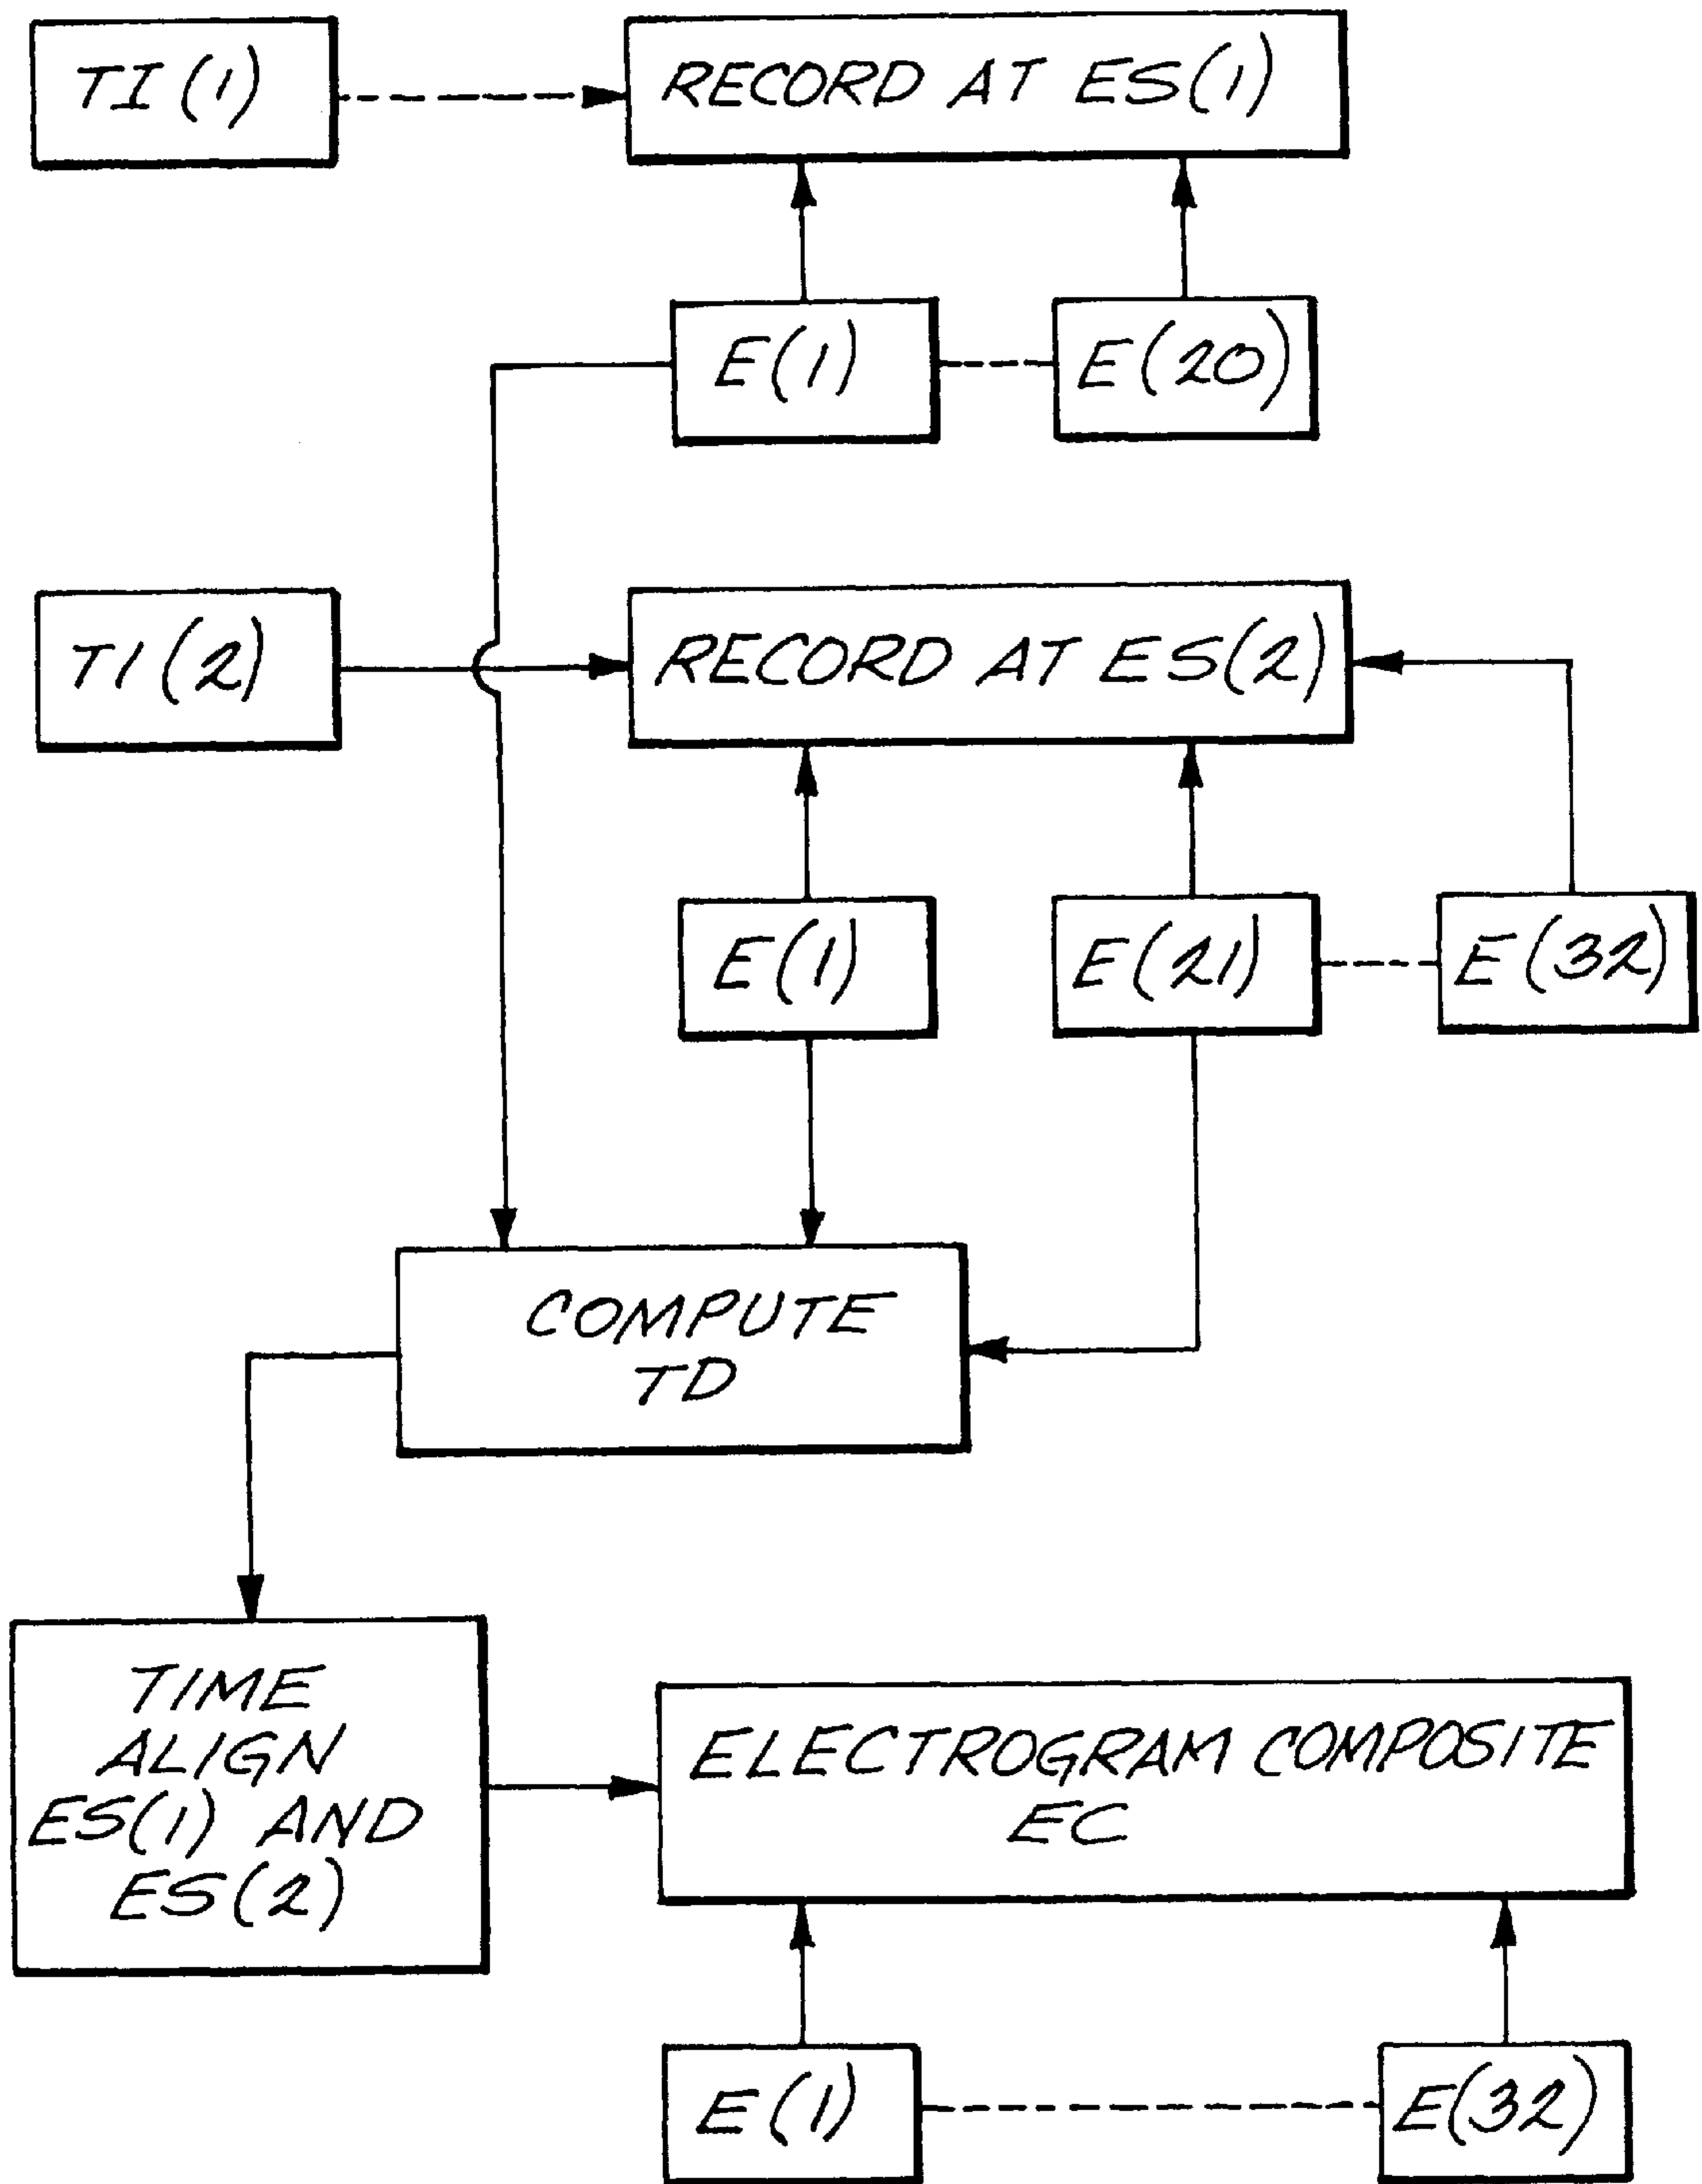 TI(1)
RECORD AT ES(1)
E(1)
E(20)
TI(2)
RECORD AT ES(2)
E(1)
E(21)
E(32)
COMPUTE
TD
TIME
ALIGN
ES(1) AND
ES(2)
ELECTROGRAM COMPOSITE
EC
E(1)
E(32)